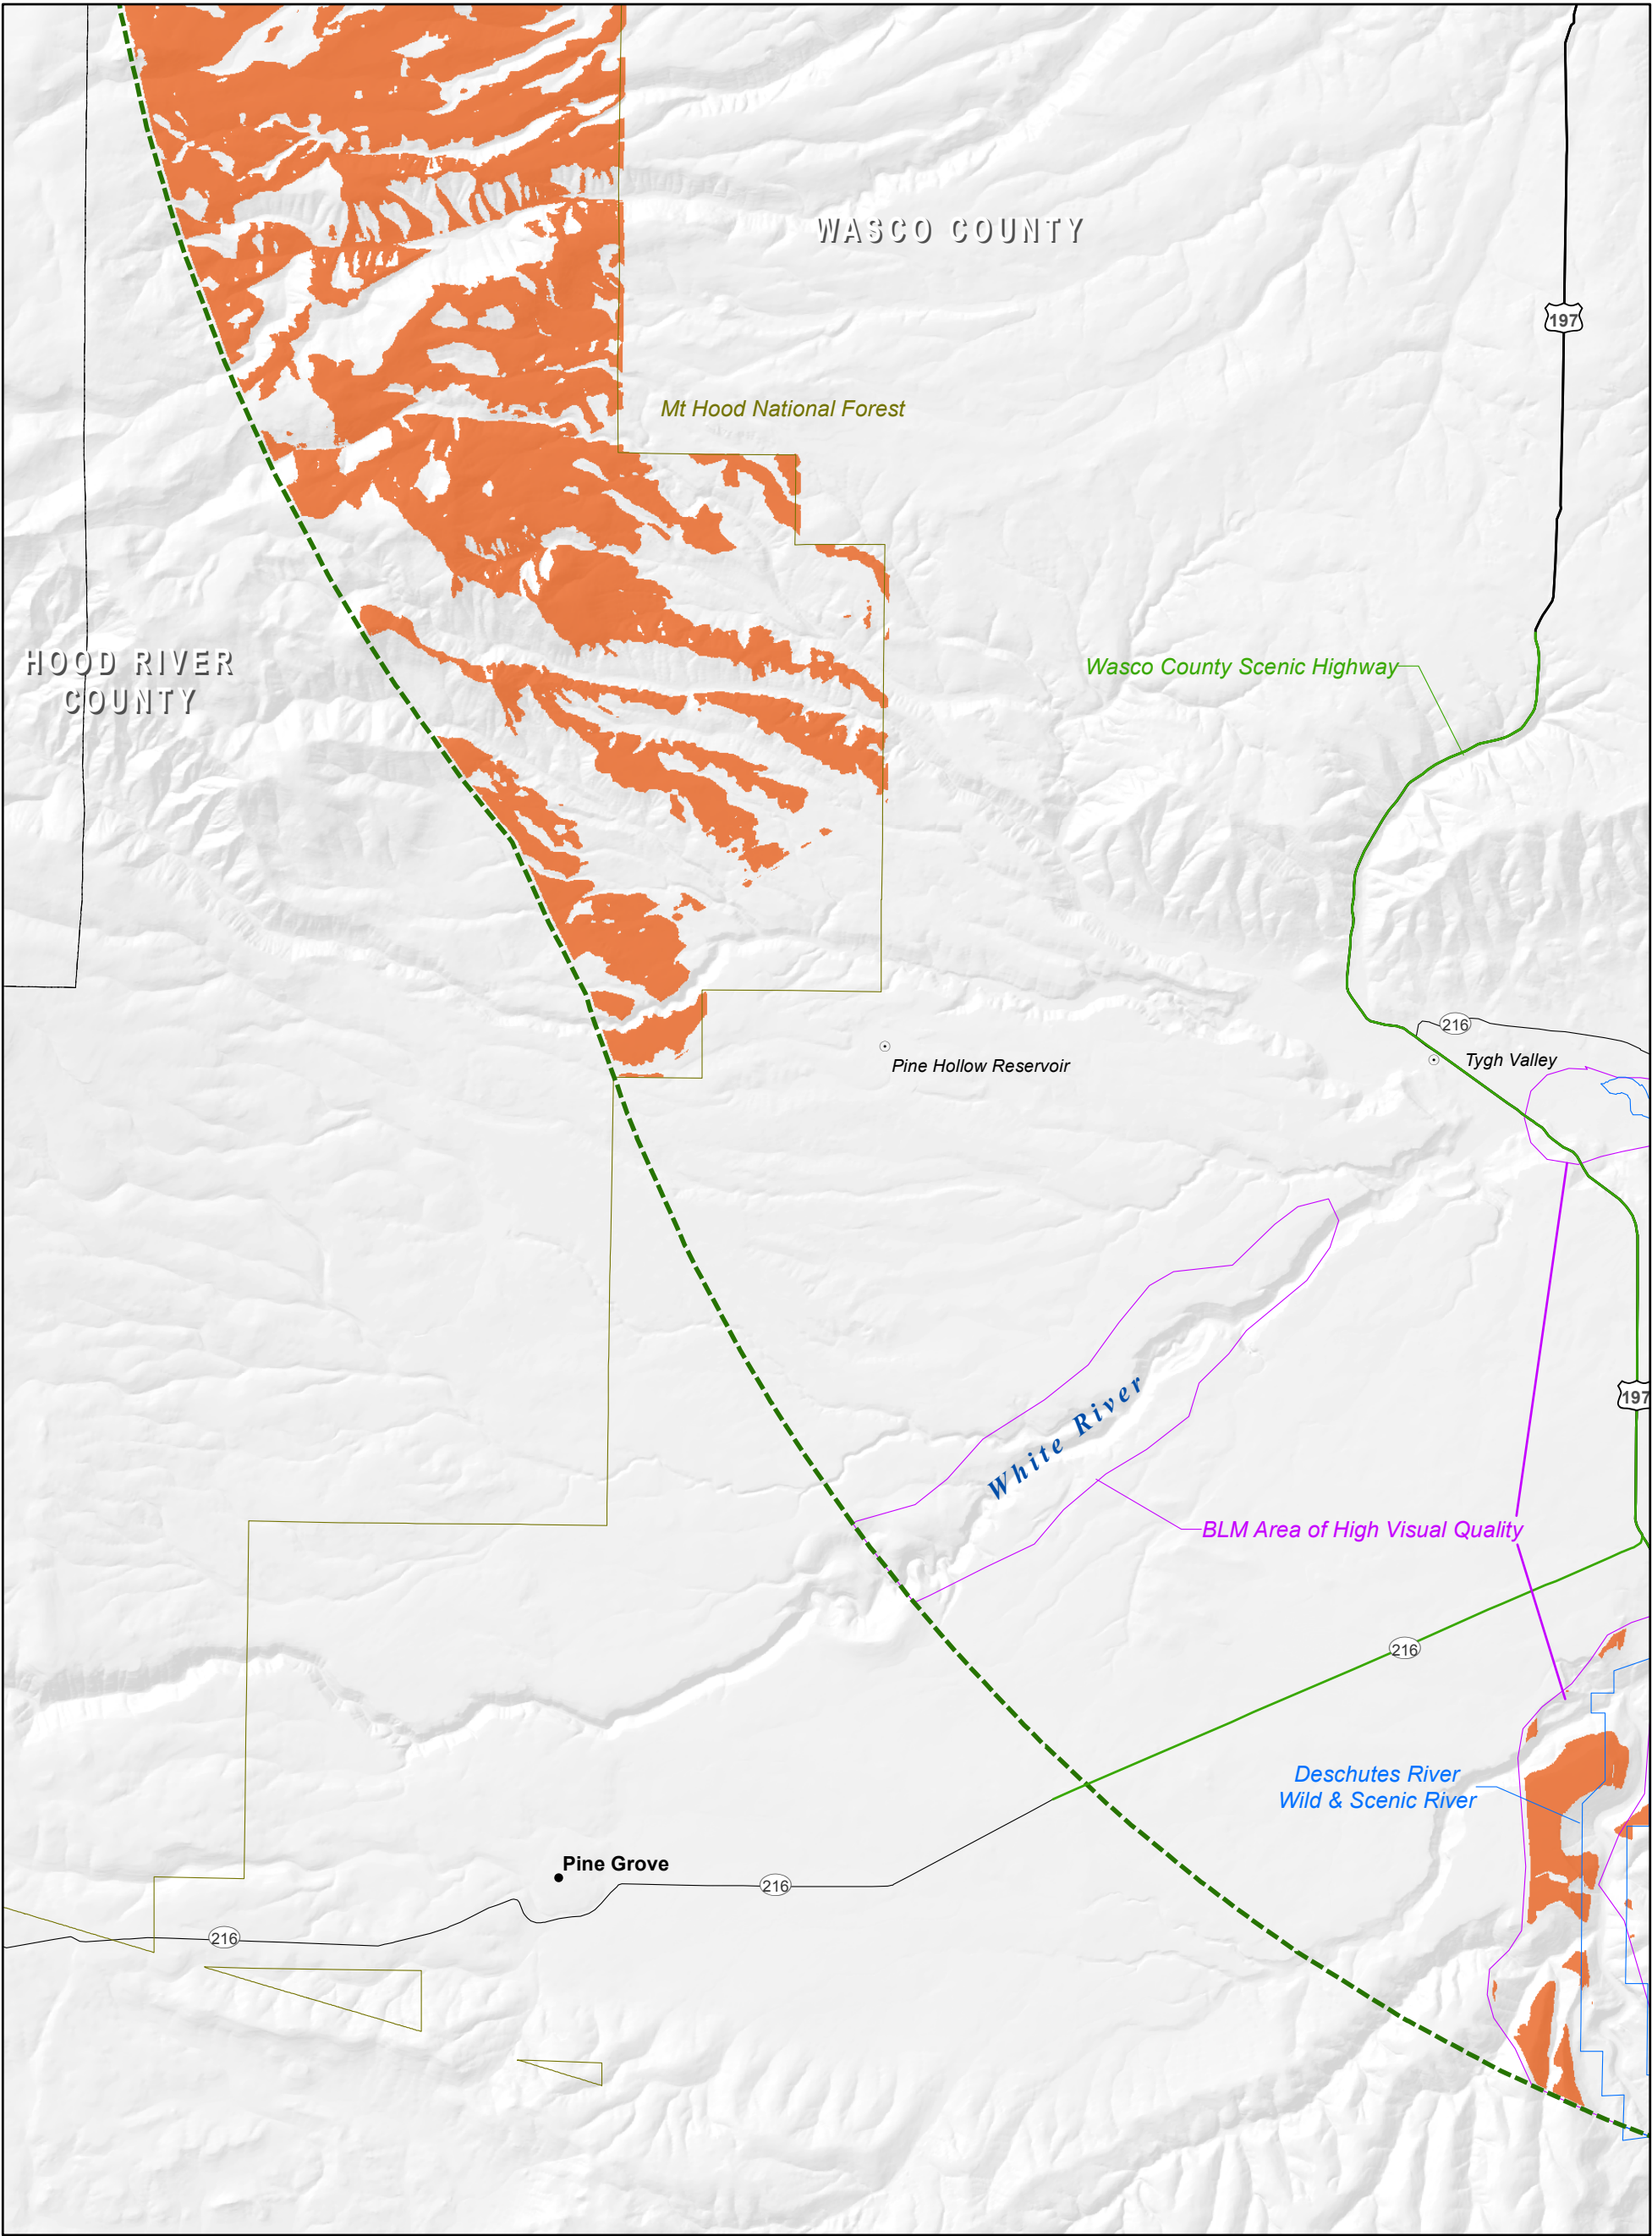 WASCO COUNTY
197
Mt Hood National Forest
HOOD RIVER
COUNTY
Wasco County Scenic Highway
216
Pine Hollow Reservoir
Tygh Valley
197
White River
BLM Area of High Visual Quality
216
Deschutes River
Wild & Scenic River
Pine Grove
216
216